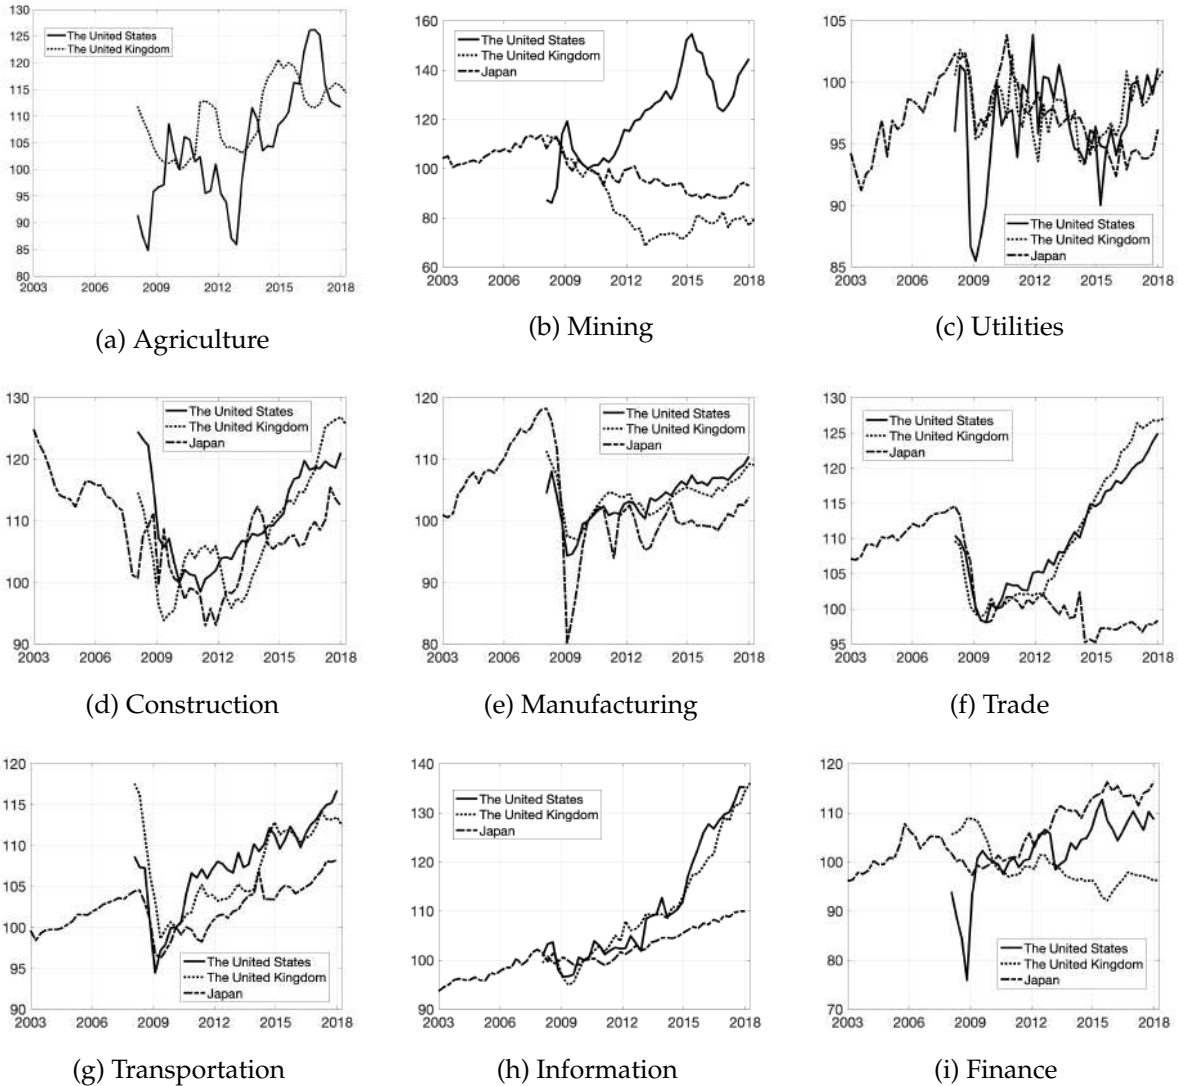 130
125
120
115
110
105
100
95
90
85
80
2003 2006 2009 2012 2015 2018
The United States
The United Kingdom
(a) Agriculture
160
140
120
100
80
60
2003 2006 2009 2012 2015 2018
The United States
The United Kingdom
Japan
(b) Mining
105
100
95
90
85
2003 2006 2009 2012 2015 2018
The United States
The United Kingdom
Japan
(c) Utilities
130
120
110
100
90
2003 2006 2009 2012 2015 2018
The United States
The United Kingdom
Japan
(d) Construction
120
110
100
90
80
2003 2006 2009 2012 2015 2018
The United States
The United Kingdom
Japan
(e) Manufacturing
130
125
120
115
110
105
100
95
2003 2006 2009 2012 2015 2018
The United States
The United Kingdom
Japan
(f) Trade
120
115
110
105
100
95
90
2003 2006 2009 2012 2015 2018
The United States
The United Kingdom
Japan
(g) Transportation
140
130
120
110
100
90
2003 2006 2009 2012 2015 2018
The United States
The United Kingdom
Japan
(h) Information
120
110
100
90
80
70
2003 2006 2009 2012 2015 2018
The United States
The United Kingdom
Japan
(i) Finance